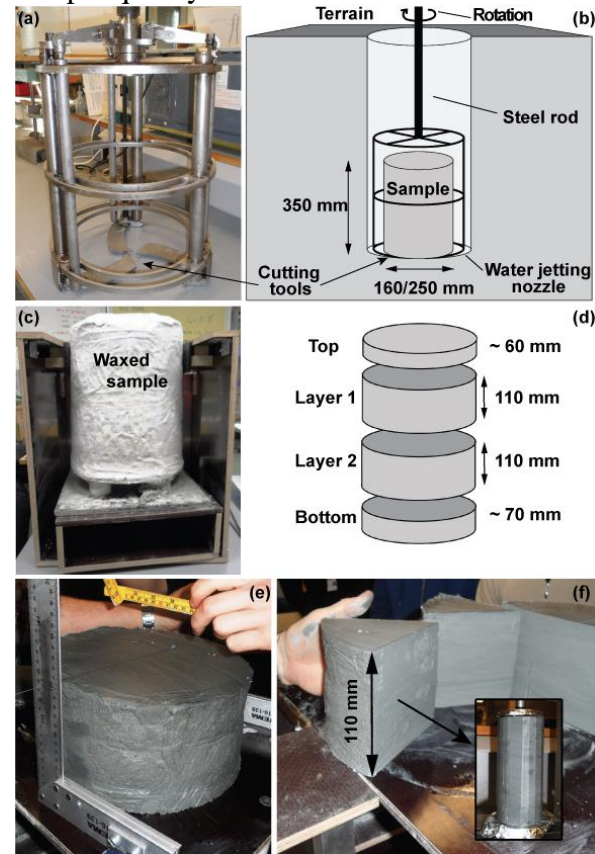 (a)
Terrain
Rotation
(b)
Steel rod
Sample
350 mm
Cutting
tools
160/250 mm
Water jetting
nozzle
(c)
Waxed
sample
(d)
Top
~ 60 mm
Layer 1
110 mm
Layer 2
110 mm
Bottom
~ 70 mm
(e)
(f)
110 mm